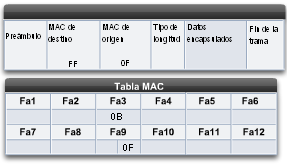 Preámbulo MAC de destino FF MAC de origen 0F Tipo de longitud Datos encapsulados Fin de la trama
Tabla MAC
Fa1 Fa2 Fa3 Fa4 Fa5 Fa6
0B
Fa7 Fa8 Fa9 Fa10 Fa11 Fa12
0F